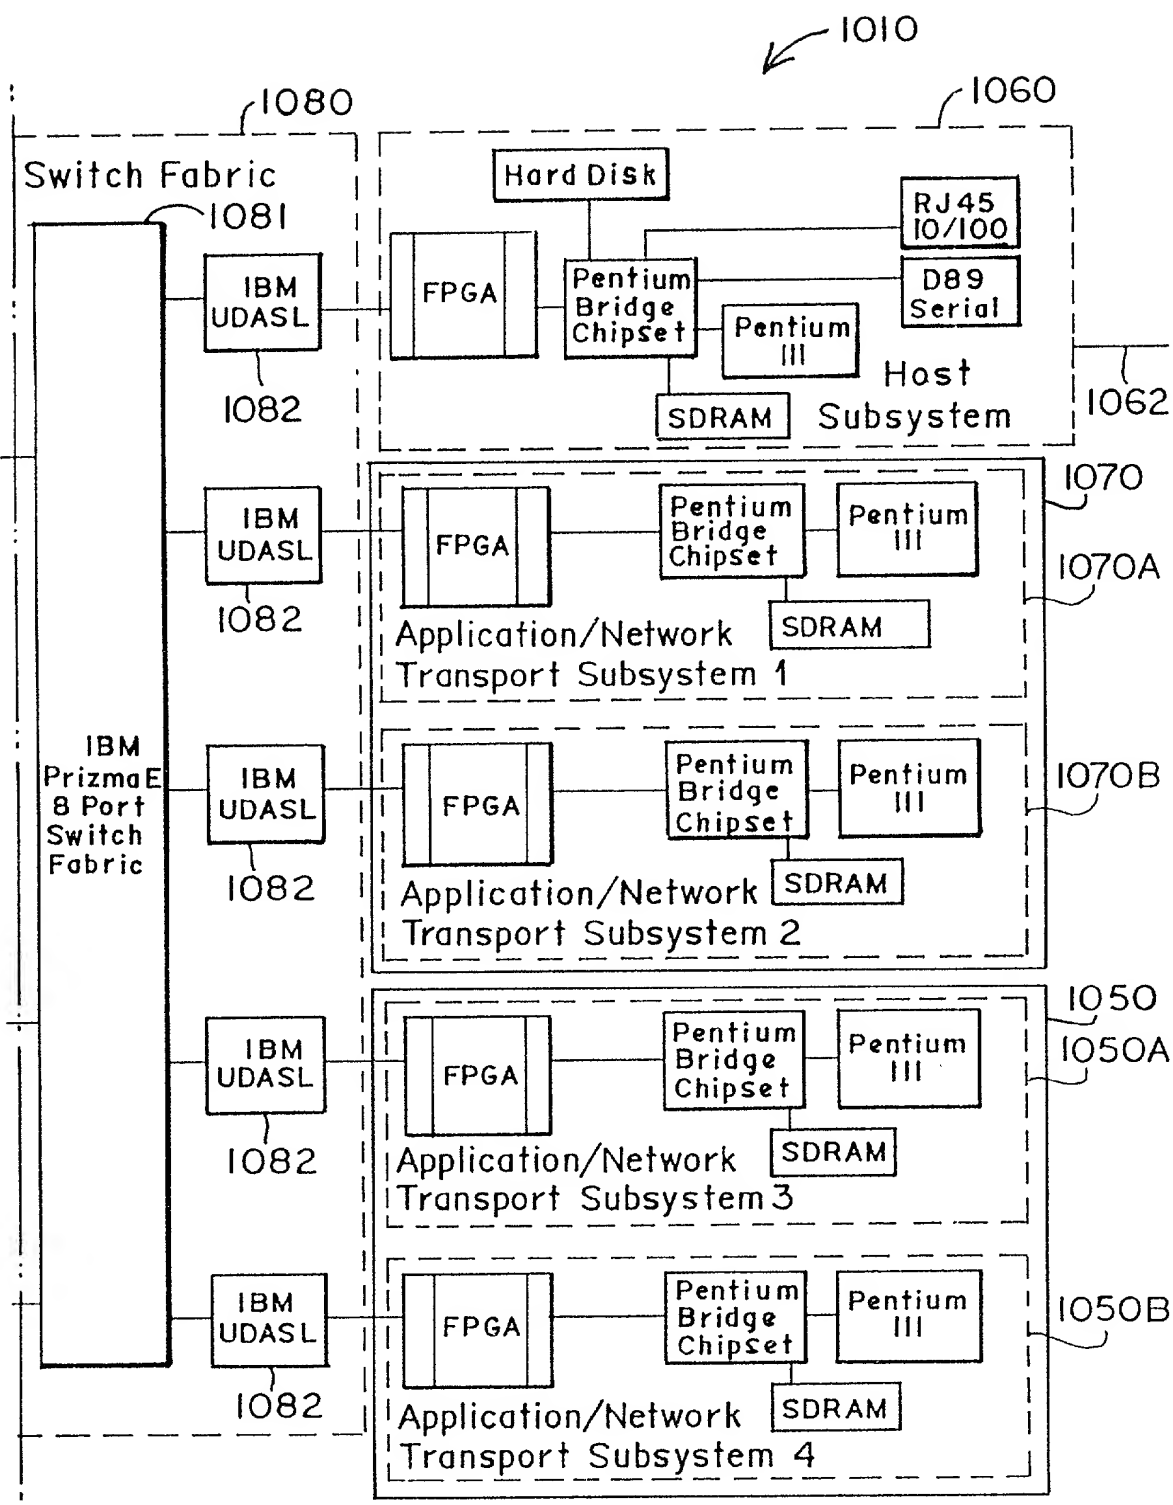 1010
1080
1060
Switch Fabric
1081
Hard Disk
RJ45
10/100
IBM
UDASL
FPGA
Pentium
Bridge
Chipset
D89
Serial
Pentium
III
1082
SDRAM
Host
Subsystem
1062
1070
IBM
UDASL
FPGA
Pentium
Bridge
Chipset
Pentium
III
1070A
1082
SDRAM
Application/Network
Transport Subsystem 1
IBM
PrizmaE
8 Port
Switch
Fabric
IBM
UDASL
FPGA
Pentium
Bridge
Chipset
Pentium
III
1070B
1082
SDRAM
Application/Network
Transport Subsystem 2
1050
IBM
UDASL
FPGA
Pentium
Bridge
Chipset
Pentium
III
1050A
1082
SDRAM
Application/Network
Transport Subsystem 3
IBM
UDASL
FPGA
Pentium
Bridge
Chipset
Pentium
III
1050B
1082
SDRAM
Application/Network
Transport Subsystem 4